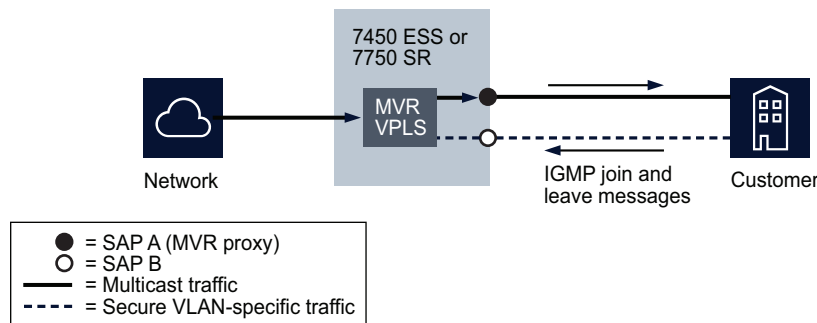 7450 ESS or
7750 SR
MVR
VPLS
Network
IGMP join and
leave messages
Customer
= SAP A (MVR proxy)
= SAP B
= Multicast traffic
= Secure VLAN-specific traffic